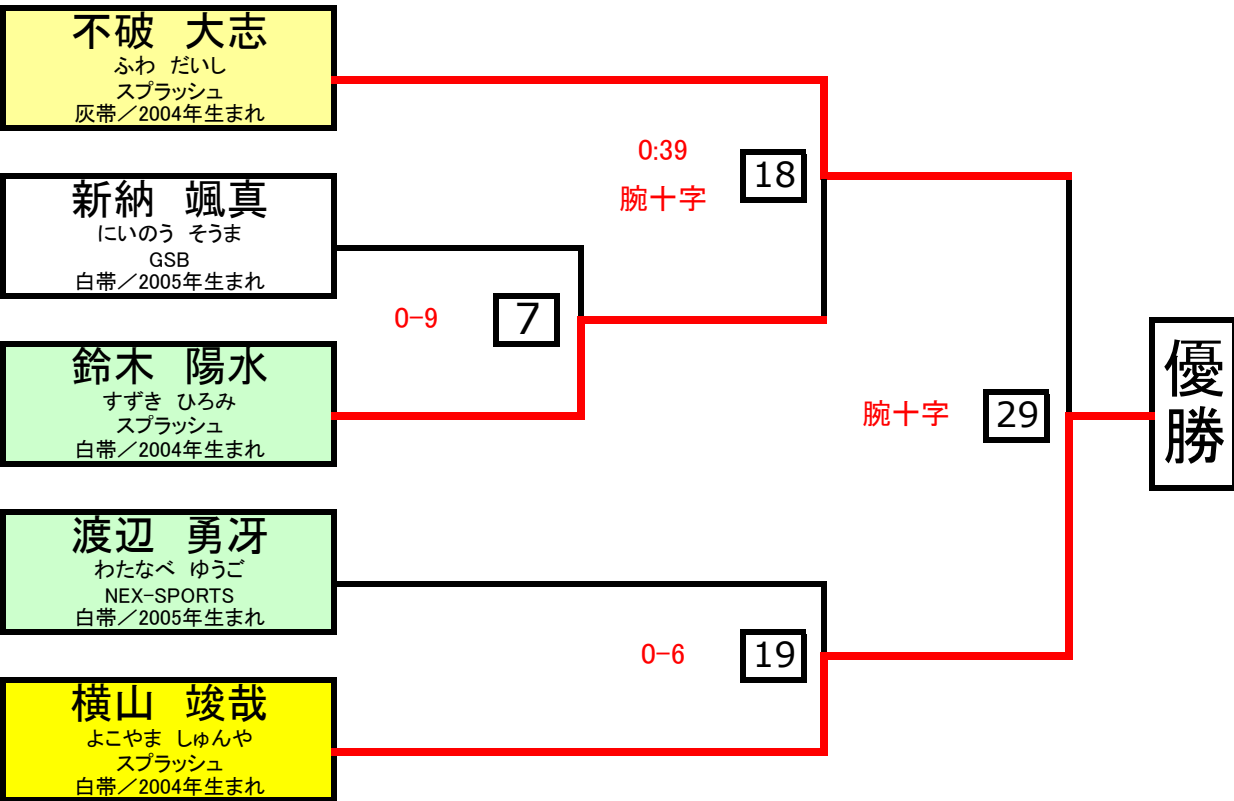 不破　大志
ふわ　だいし
スプラッシュ
灰帯／2004年生まれ
0:39
18
腕十字
新納　颯真
にいのう　そうま
GSB
白帯／2005年生まれ
0-9
7
鈴木　陽水
すずき　ひろみ
スプラッシュ
白帯／2004年生まれ
腕十字
29
優勝
渡辺　勇冴
わたなべ　ゆうご
NEX-SPORTS
白帯／2005年生まれ
0-6
19
横山　竣哉
よこやま　しゅんや
スプラッシュ
白帯／2004年生まれ